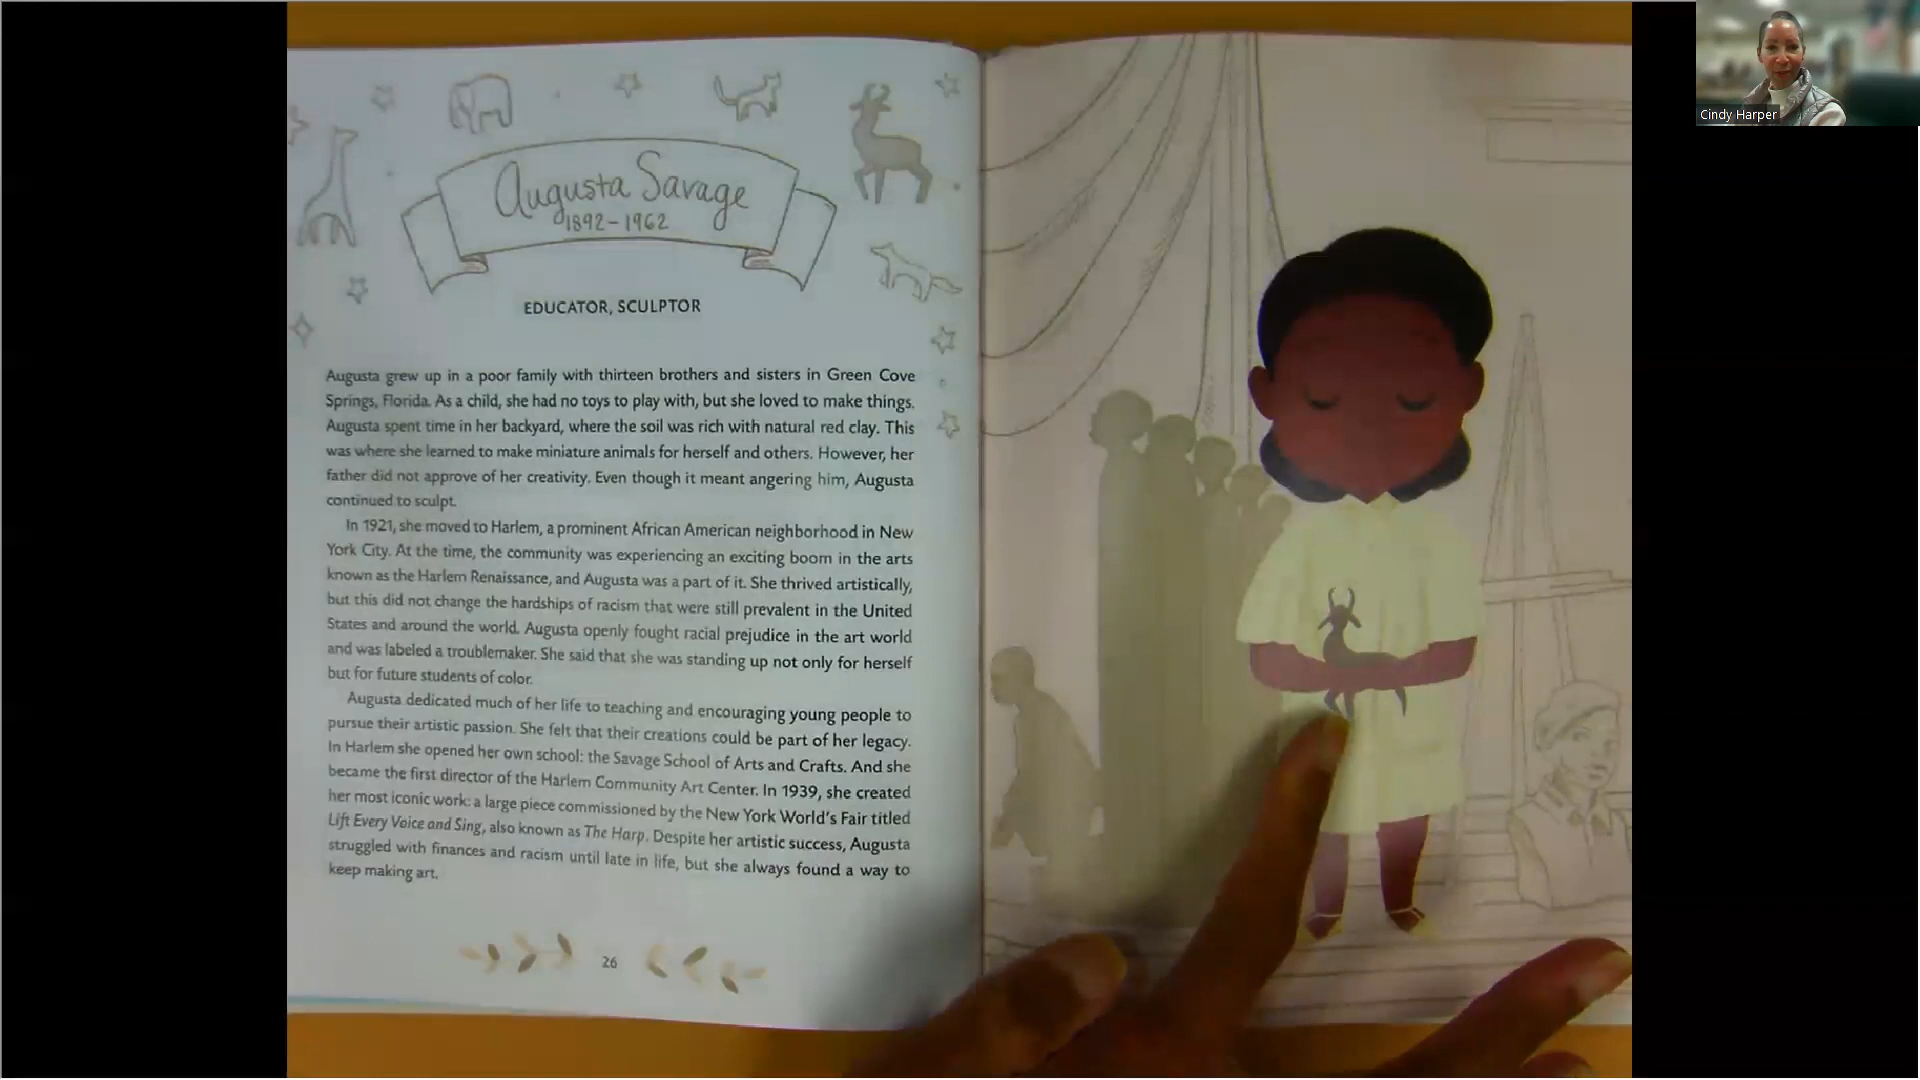 Cindy Harper
Augusta Savage
1892–1962
EDUCATOR, SCULPTOR
Augusta grew up in a poor family with thirteen brothers and sisters in Green Cove
Springs, Florida. As a child, she had no toys to play with, but she loved to make things.
Augusta spent time in her backyard, where the soil was rich with natural red clay. This
was where she learned to make miniature animals for herself and others. However, her
father did not approve of her creativity. Even though it meant angering him, Augusta
continued to sculpt.
In 1921, she moved to Harlem, a prominent African American neighborhood in New
York City. At the time, the community was experiencing an exciting boom in the arts
known as the Harlem Renaissance, and Augusta was a part of it. She thrived artistically,
but this did not change the hardships of racism that were still prevalent in the United
States and around the world. Augusta openly fought racial prejudice in the art world
and was labeled a troublemaker. She said that she was standing up not only for herself
but for future students of color.
Augusta dedicated much of her life to teaching and encouraging young people to
pursue their artistic passion. She felt that their creations could be part of her legacy.
In Harlem she opened her own school: the Savage School of Arts and Crafts. And she
became the first director of the Harlem Community Art Center. In 1939, she created
her most iconic work: a large piece commissioned by the New York World's Fair titled
Lift Every Voice and Sing, also known as The Harp. Despite her artistic success, Augusta
struggled with finances and racism until late in life, but she always found a way to
keep making art.
26